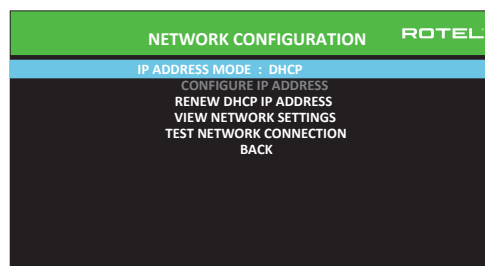 NETWORK CONFIGURATION
ROTEL
IP ADDRESS MODE : DHCP
CONFIGURE IP ADDRESS
RENEW DHCP IP ADDRESS
VIEW NETWORK SETTINGS
TEST NETWORK CONNECTION
BACK